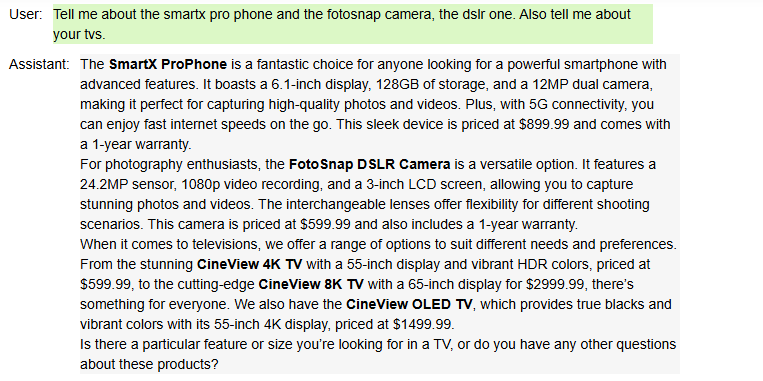 User: Tell me about the smartx pro phone and the fotosnap camera, the dslr one. Also tell me about
your tvs.
Assistant: The SmartX ProPhone is a fantastic choice for anyone looking for a powerful smartphone with
advanced features. It boasts a 6.1-inch display, 128GB of storage, and a 12MP dual camera,
making it perfect for capturing high-quality photos and videos. Plus, with 5G connectivity, you
can enjoy fast internet speeds on the go. This sleek device is priced at $899.99 and comes with
a 1-year warranty.
For photography enthusiasts, the FotoSnap DSLR Camera is a versatile option. It features a
24.2MP sensor, 1080p video recording, and a 3-inch LCD screen, allowing you to capture
stunning photos and videos. The interchangeable lenses offer flexibility for different shooting
scenarios. This camera is priced at $599.99 and also includes a 1-year warranty.
When it comes to televisions, we offer a range of options to suit different needs and preferences.
From the stunning CineView 4K TV with a 55-inch display and vibrant HDR colors, priced at
$599.99, to the cutting-edge CineView 8K TV with a 65-inch display for $2999.99, there's
something for everyone. We also have the CineView OLED TV, which provides true blacks and
vibrant colors with its 55-inch 4K display, priced at $1499.99.
Is there a particular feature or size you're looking for in a TV, or do you have any other questions
about these products?